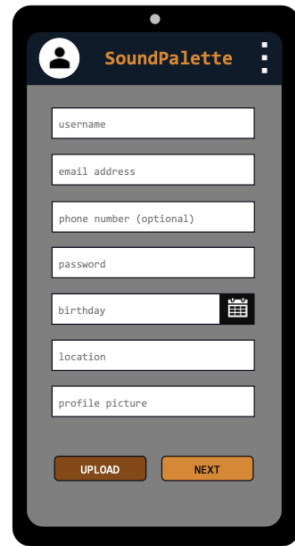 SoundPalette
username
email address
phone number (optional)
password
birthday
location
profile picture
UPLOAD NEXT